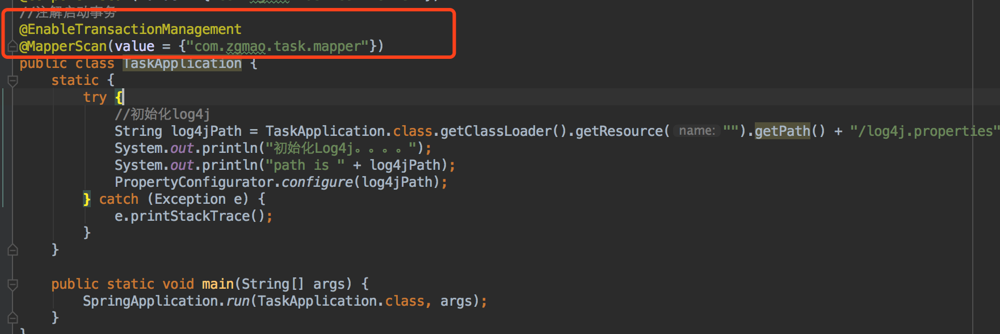 //注解启动事务
@EnableTransactionManagement
@MapperScan(value = {"com.zgmao.task.mapper"})
public class TaskApplication {
static {
try {
//初始化log4j
String log4jPath = TaskApplication.class.getClassLoader().getResource( name: "").getPath() + "/log4j.properties"
System.out.println("初始化Log4j。。。。");
System.out.println("path is " + log4jPath);
PropertyConfigurator.configure(log4jPath);
} catch (Exception e) {
e.printStackTrace();
}
}
public static void main(String[] args) {
SpringApplication.run(TaskApplication.class, args);
}
}